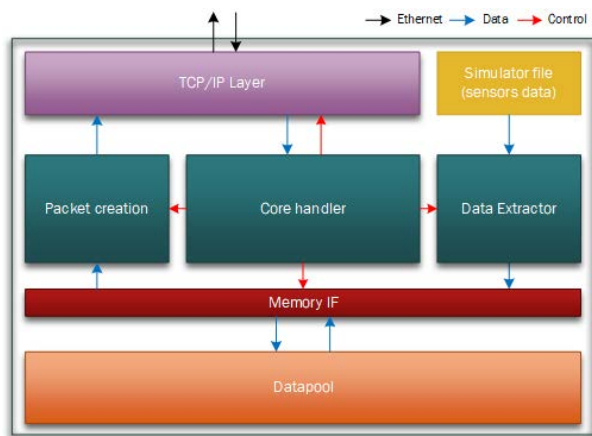 Ethernet Data Control
TCP/IP Layer
Simulator file
(sensors data)
Packet creation
Core handler
Data Extractor
Memory IF
Datapool